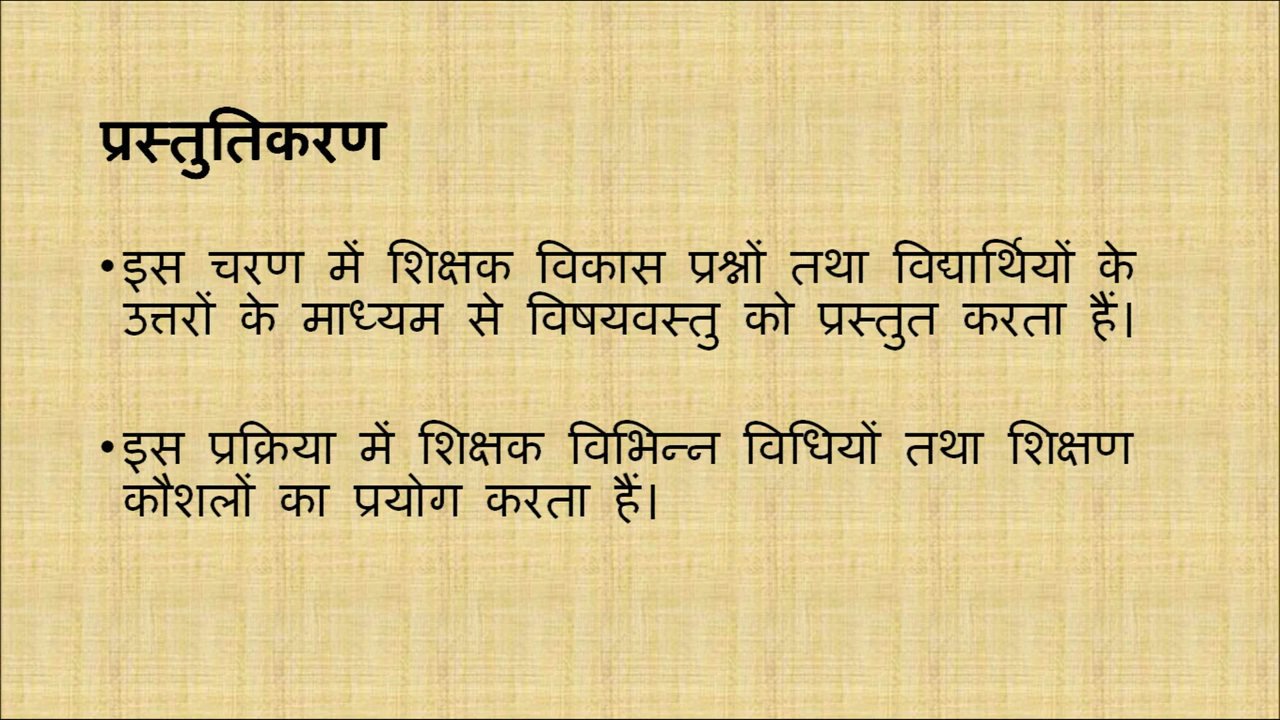 प्रस्तुतिकरण
•इस चरण में शिक्षक विकास प्रश्नों तथा विद्यार्थियों के
उत्तरों के माध्यम से विषयवस्तु को प्रस्तुत करता हैं।
•इस प्रक्रिया में शिक्षक विभिन्न विधियों तथा शिक्षण
कौशलों का प्रयोग करता हैं।